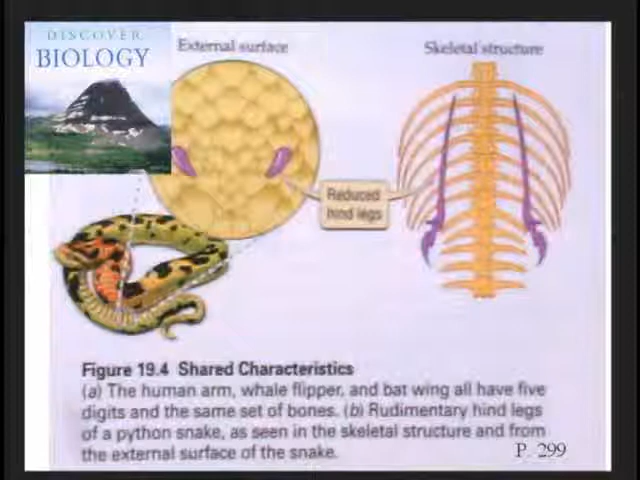 DISCOVER
BIOLOGY
External surface
Skeletal structure
Reduced
hind legs
Figure 19.4 Shared Characteristics
(a) The human arm, whale flipper, and bat wing all have five
digits and the same set of bones. (b) Rudimentary hind legs
of a python snake, as seen in the skeletal structure and from
the external surface of the snake.
P. 299